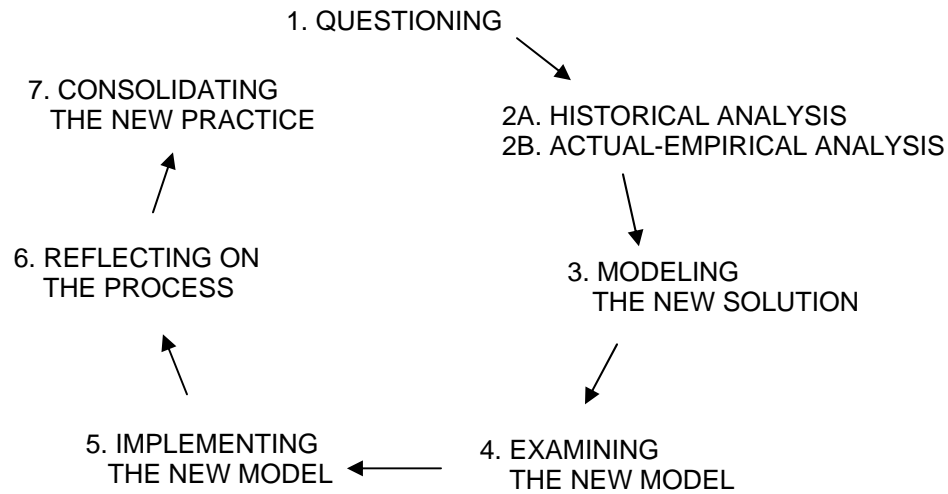 1. QUESTIONING
2A. HISTORICAL ANALYSIS
2B. ACTUAL-EMPIRICAL ANALYSIS
3. MODELING
THE NEW SOLUTION
4. EXAMINING
THE NEW MODEL
5. IMPLEMENTING
THE NEW MODEL
6. REFLECTING ON
THE PROCESS
7. CONSOLIDATING
THE NEW PRACTICE